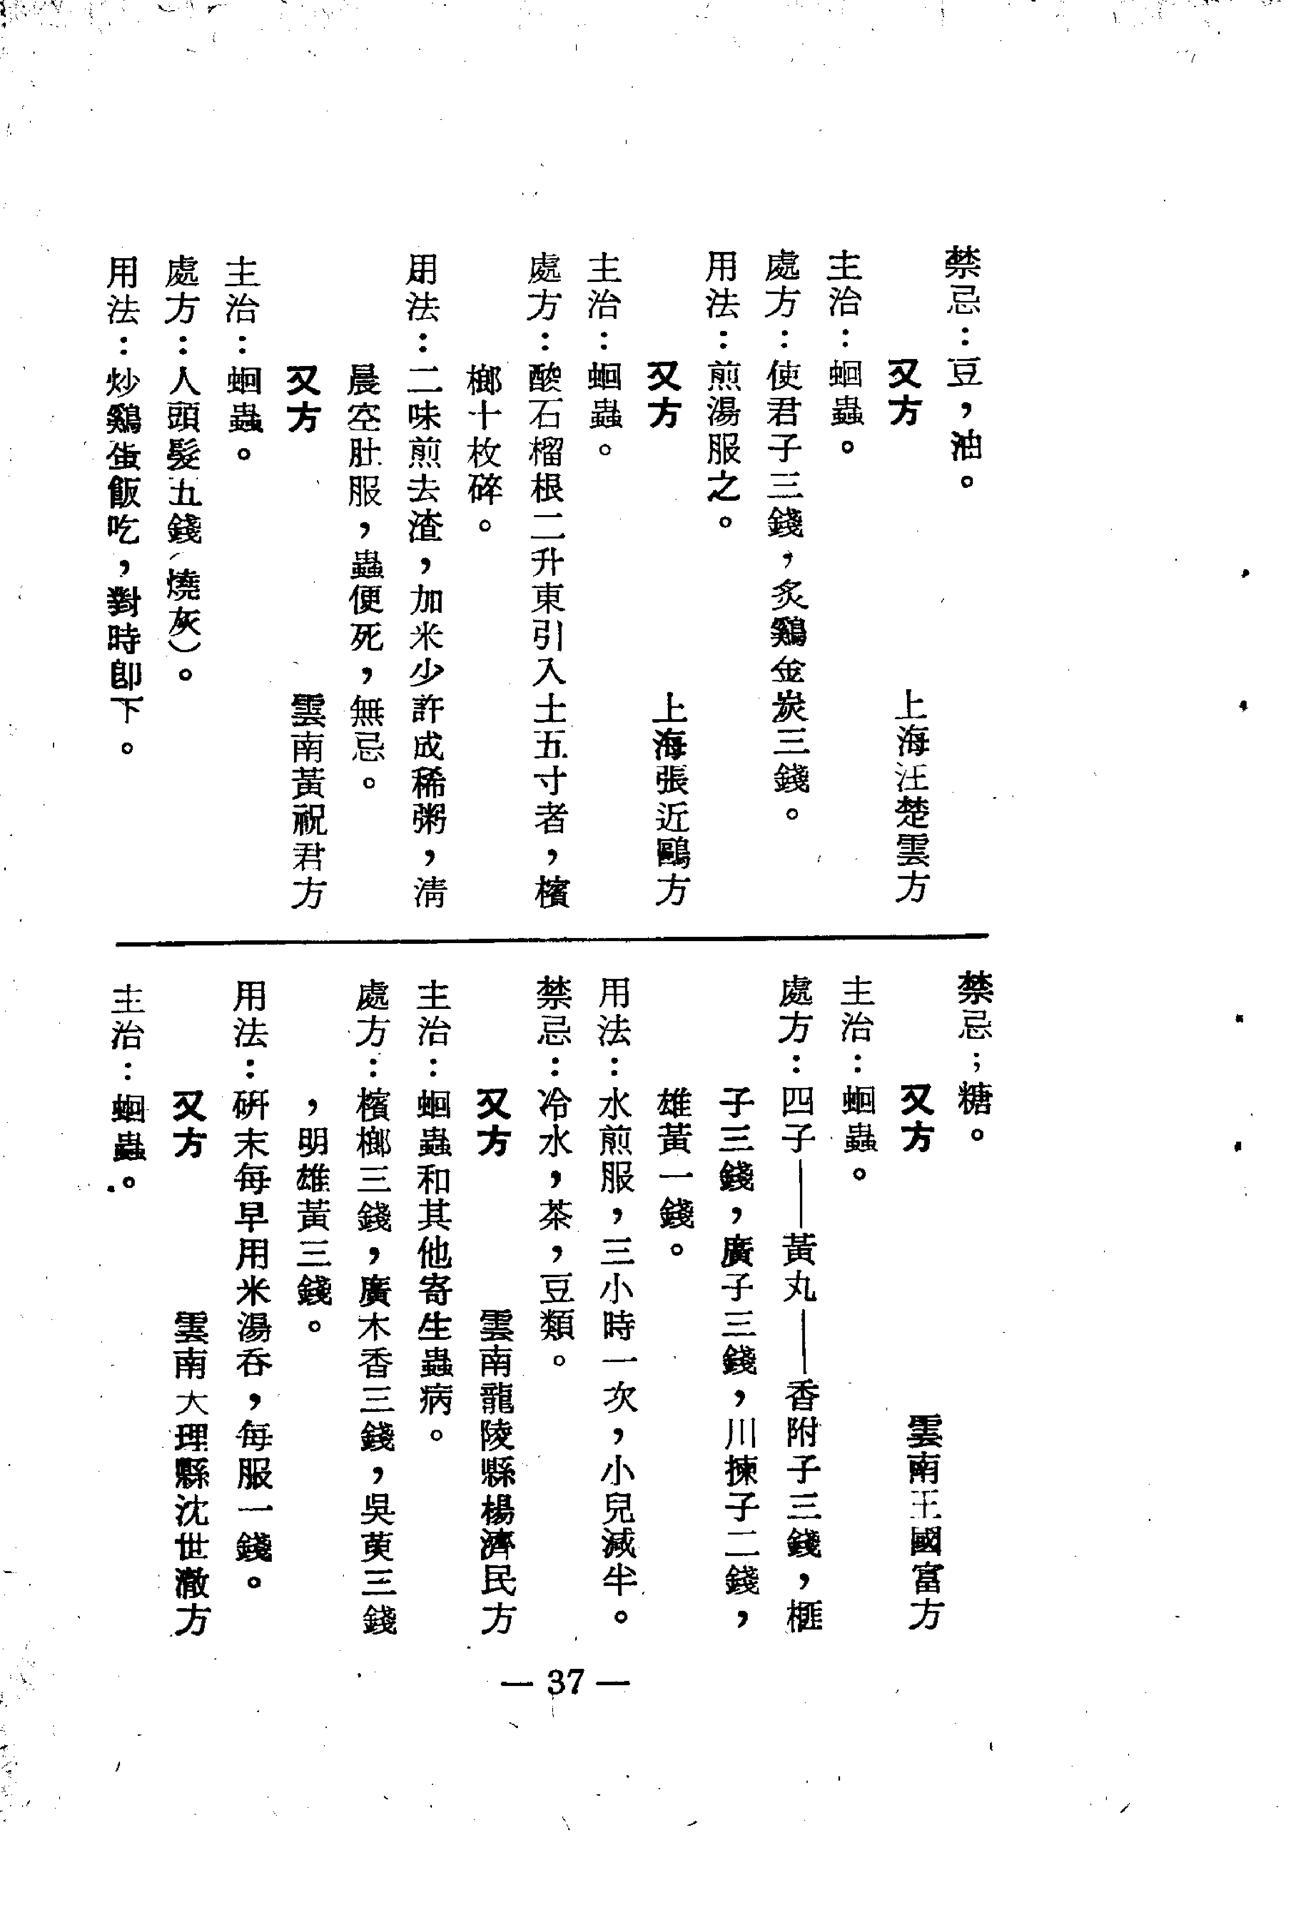 禁忌：豆，油。
又方　上海汪楚雲方
主治：蛔蟲。
處方：使君子三錢，炙鷄金炭三錢。
用法：煎湯服之。
又方　上海張近鷗方
主治：蛔蟲。
處方：酸石榴根二升東引入土五寸者，檳
榔十枚碎。
用法：二味煎去渣，加米少許成稀粥，淸
晨空肚服，蟲便死，無忌。
又方　雲南黃祝君方
主治：蛔蟲。
處方：人頭髮五錢（燒灰）。
用法：炒鷄蛋飯吃，對時卽下。
禁忌；糖。
又方　雲南王國富方
主治：蛔蟲。
處方：四子——黃丸——香附子三錢，榧
子三錢，廣子三錢，川揀子二錢，
雄黃一錢。
用法：水煎服，三小時一次，小兒減半。
禁忌：冷水，茶，豆類。
又方　雲南龍陵縣楊濟民方
主治：蛔蟲和其他寄生蟲病。
處方：檳榔三錢，廣木香三錢，吳萸三錢
，明雄黃三錢。
用法：研末每早用米湯呑，每服一錢。
又方　雲南大理縣沈世澈方
主治：蛔蟲。
— 37 —